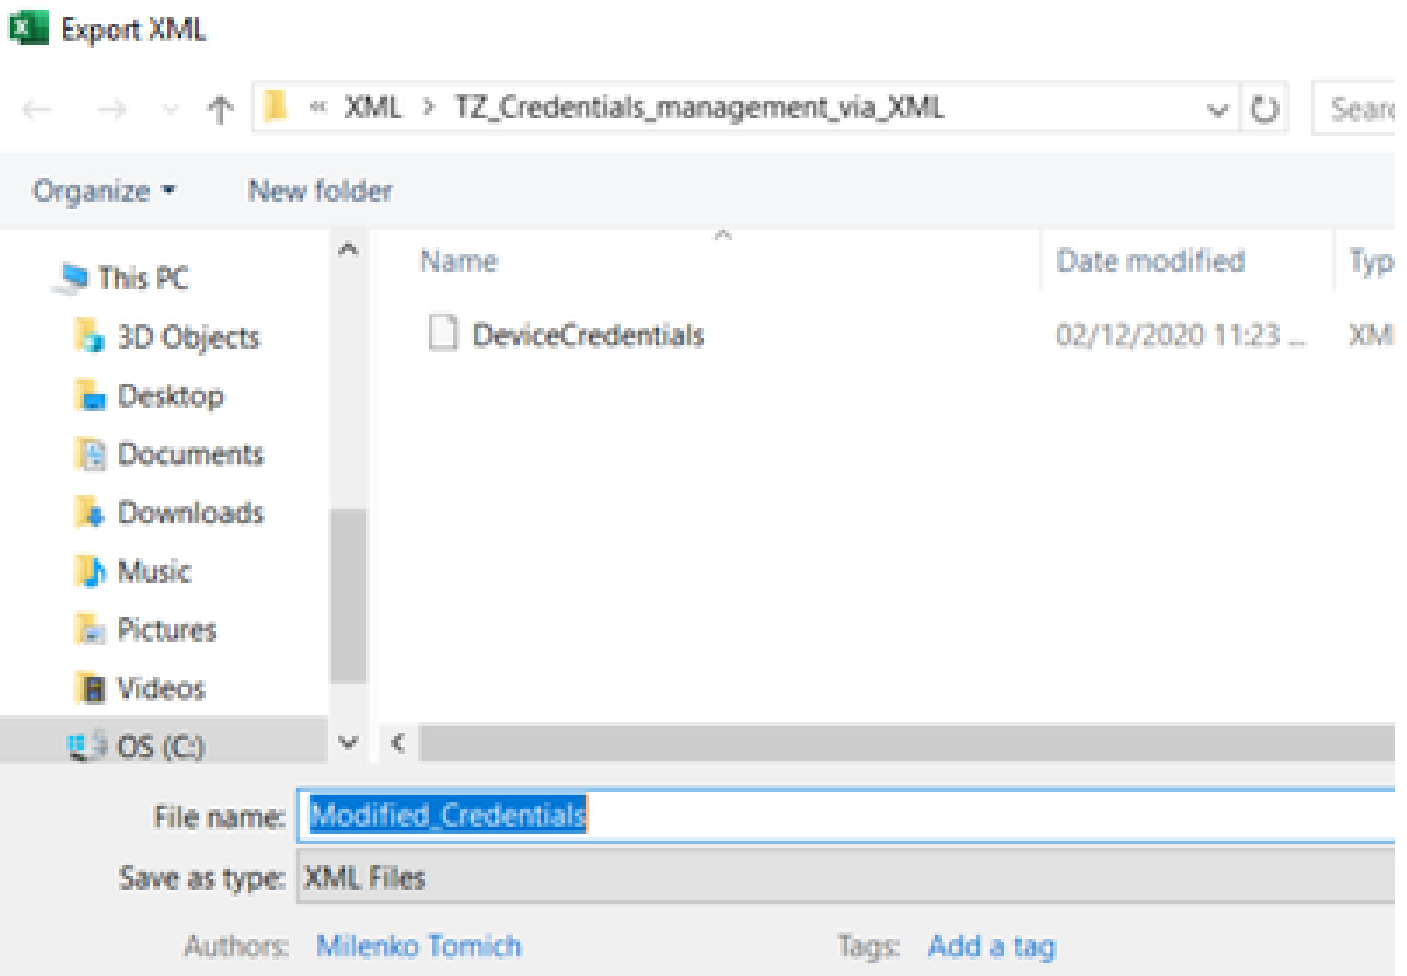 Export XML
« XML > TZ_Credentials_management_via_XML
Organize New folder
Name Date modified
This PC
3D Objects
DeviceCredentials 02/12/2020 11:23 ...
Desktop
Documents
Downloads
Music
Pictures
Videos
OS (C:)
File name: Modified_Credentials
Save as type: XML Files
Authors: Milenko Tomich Tags: Add a tag